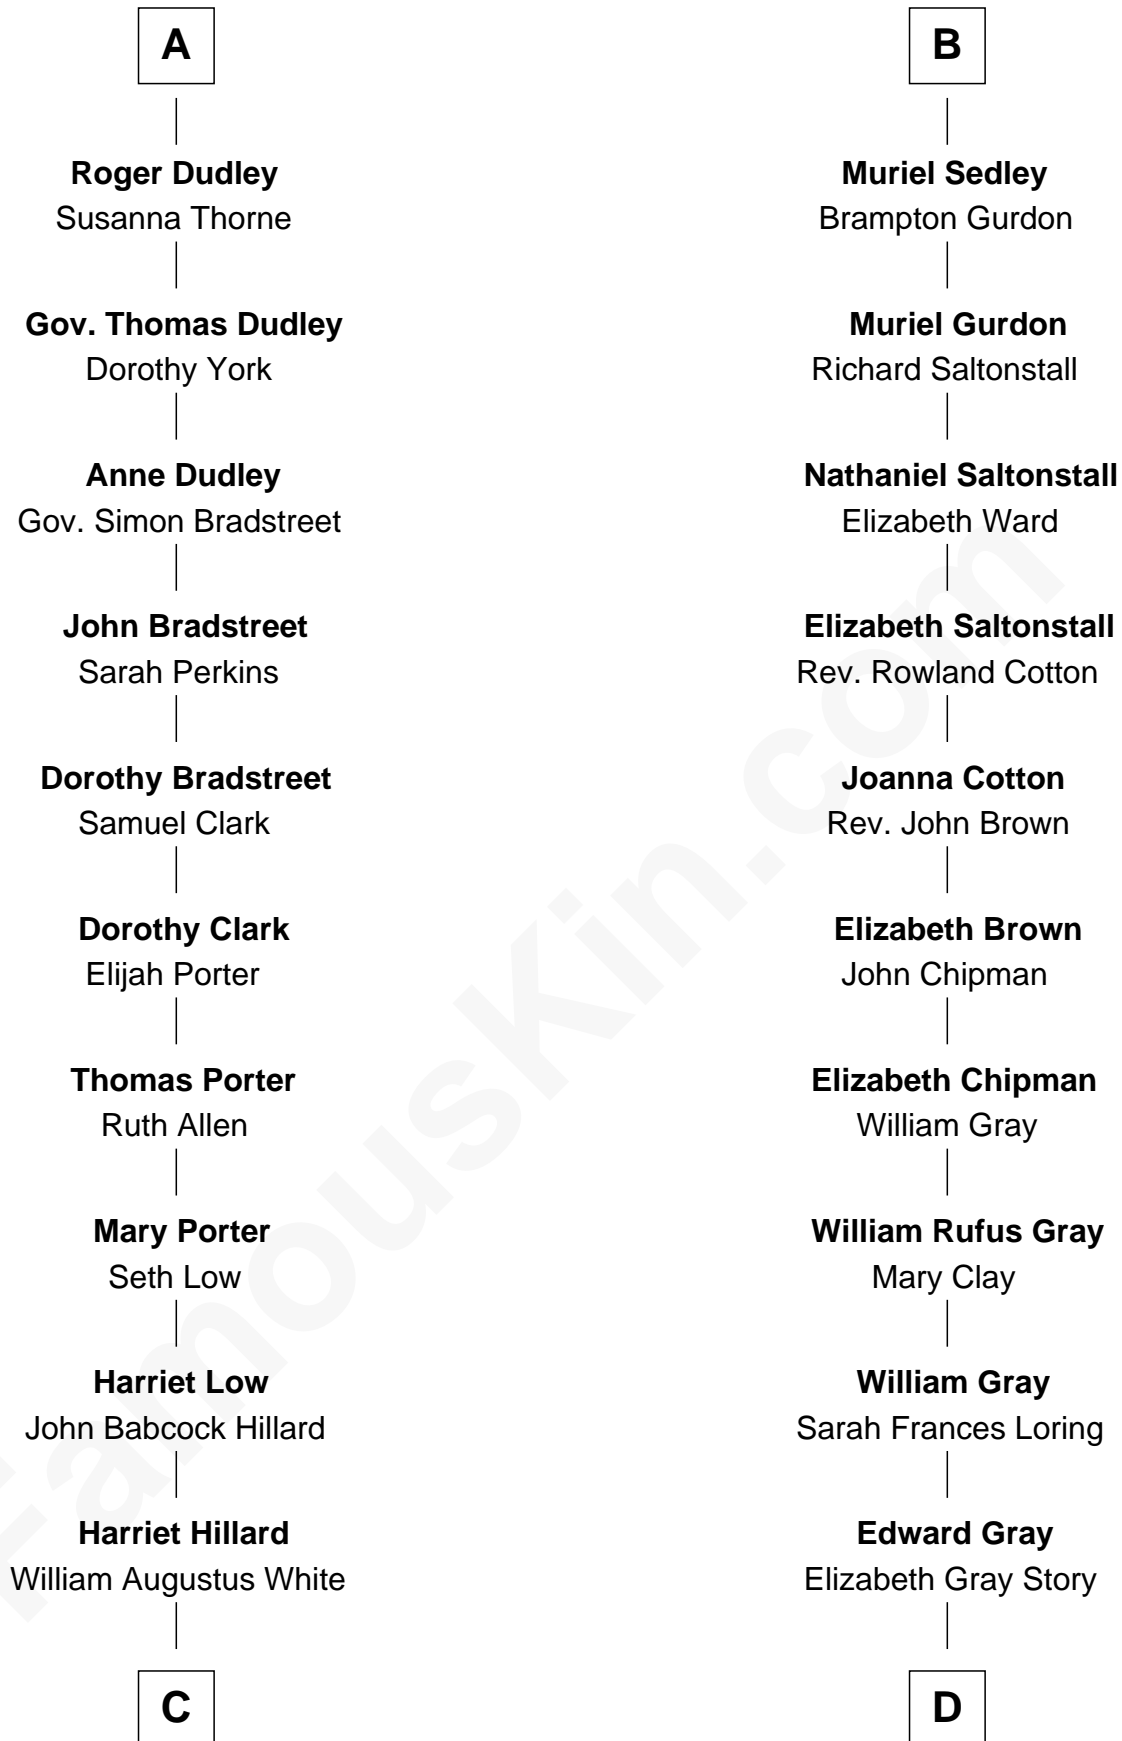 A
Roger Dudley
Susanna Thorne
Gov. Thomas Dudley
Dorothy York
Anne Dudley
Gov. Simon Bradstreet
John Bradstreet
Sarah Perkins
Dorothy Bradstreet
Samuel Clark
Dorothy Clark
Elijah Porter
Thomas Porter
Ruth Allen
Mary Porter
Seth Low
Harriet Low
John Babcock Hillard
Harriet Hillard
William Augustus White
C
B
Muriel Sedley
Brampton Gurdon
Muriel Gurdon
Richard Saltonstall
Nathaniel Saltonstall
Elizabeth Ward
Elizabeth Saltonstall
Rev. Rowland Cotton
Joanna Cotton
Rev. John Brown
Elizabeth Brown
John Chipman
Elizabeth Chipman
William Gray
William Rufus Gray
Mary Clay
William Gray
Sarah Frances Loring
Edward Gray
Elizabeth Gray Story
D
FamousKin.com